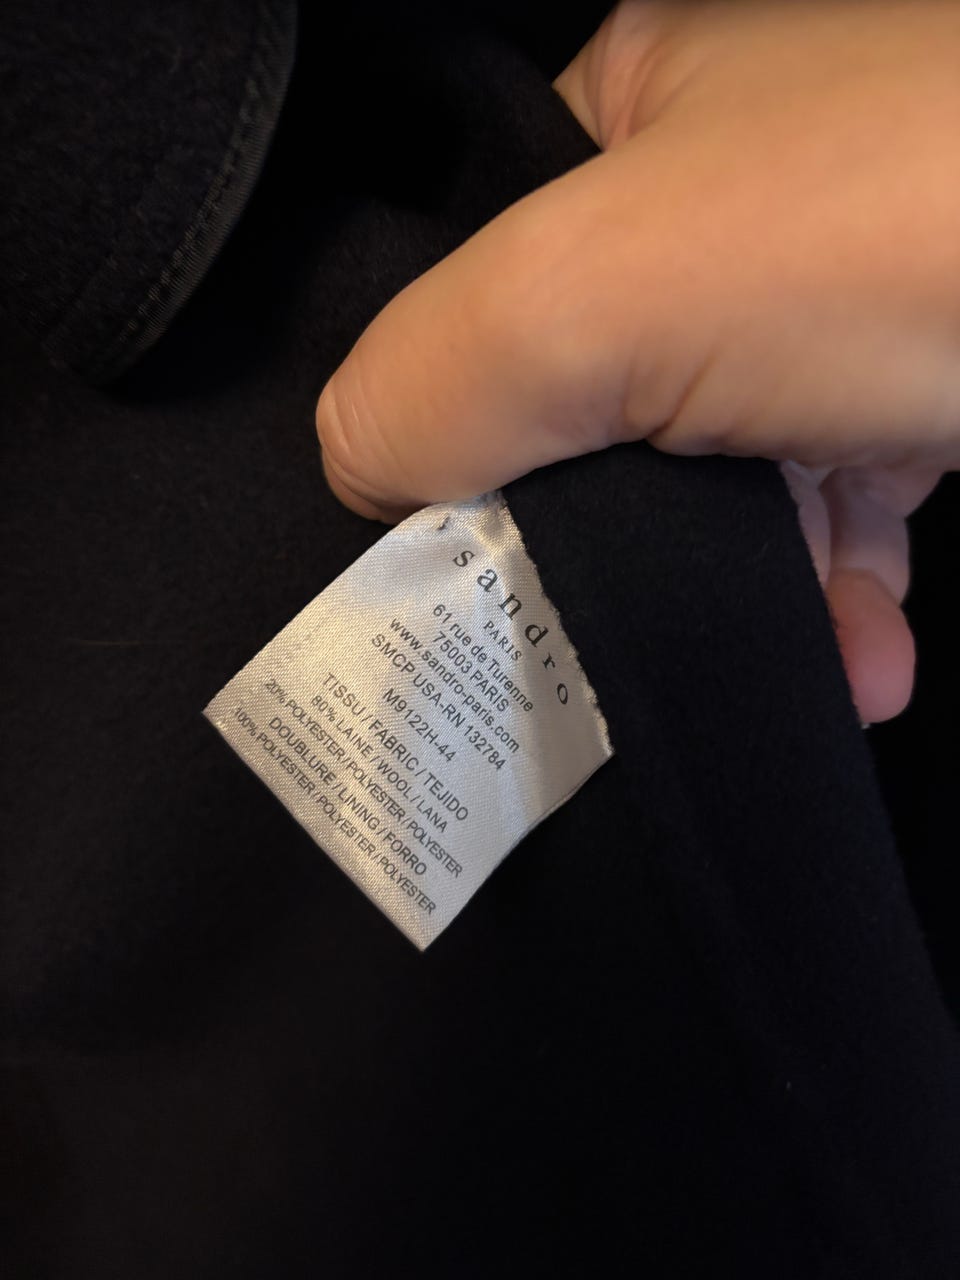 sandro
PARIS
61 rue de Turenne
75003 PARIS
www.sandro-paris.com
SMCP USA-RN 132784
M9122H-44
TISSU / FABRIC / TEJIDO
80% LAINE / WOOL / LANA
20% POLYESTER / POLYESTER / POLYESTER
DOUBLURE / LINING / FORRO
100% POLYESTER / POLYESTER / POLYESTER